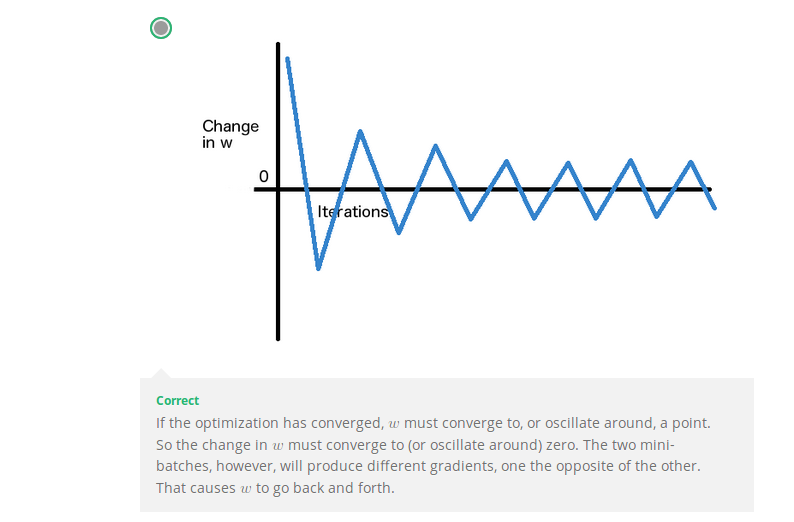 Change
in w
0
Iterations
Correct
If the optimization has converged, w must converge to, or oscillate around, a point.
So the change in w must converge to (or oscillate around) zero. The two mini-
batches, however, will produce different gradients, one the opposite of the other.
That causes w to go back and forth.